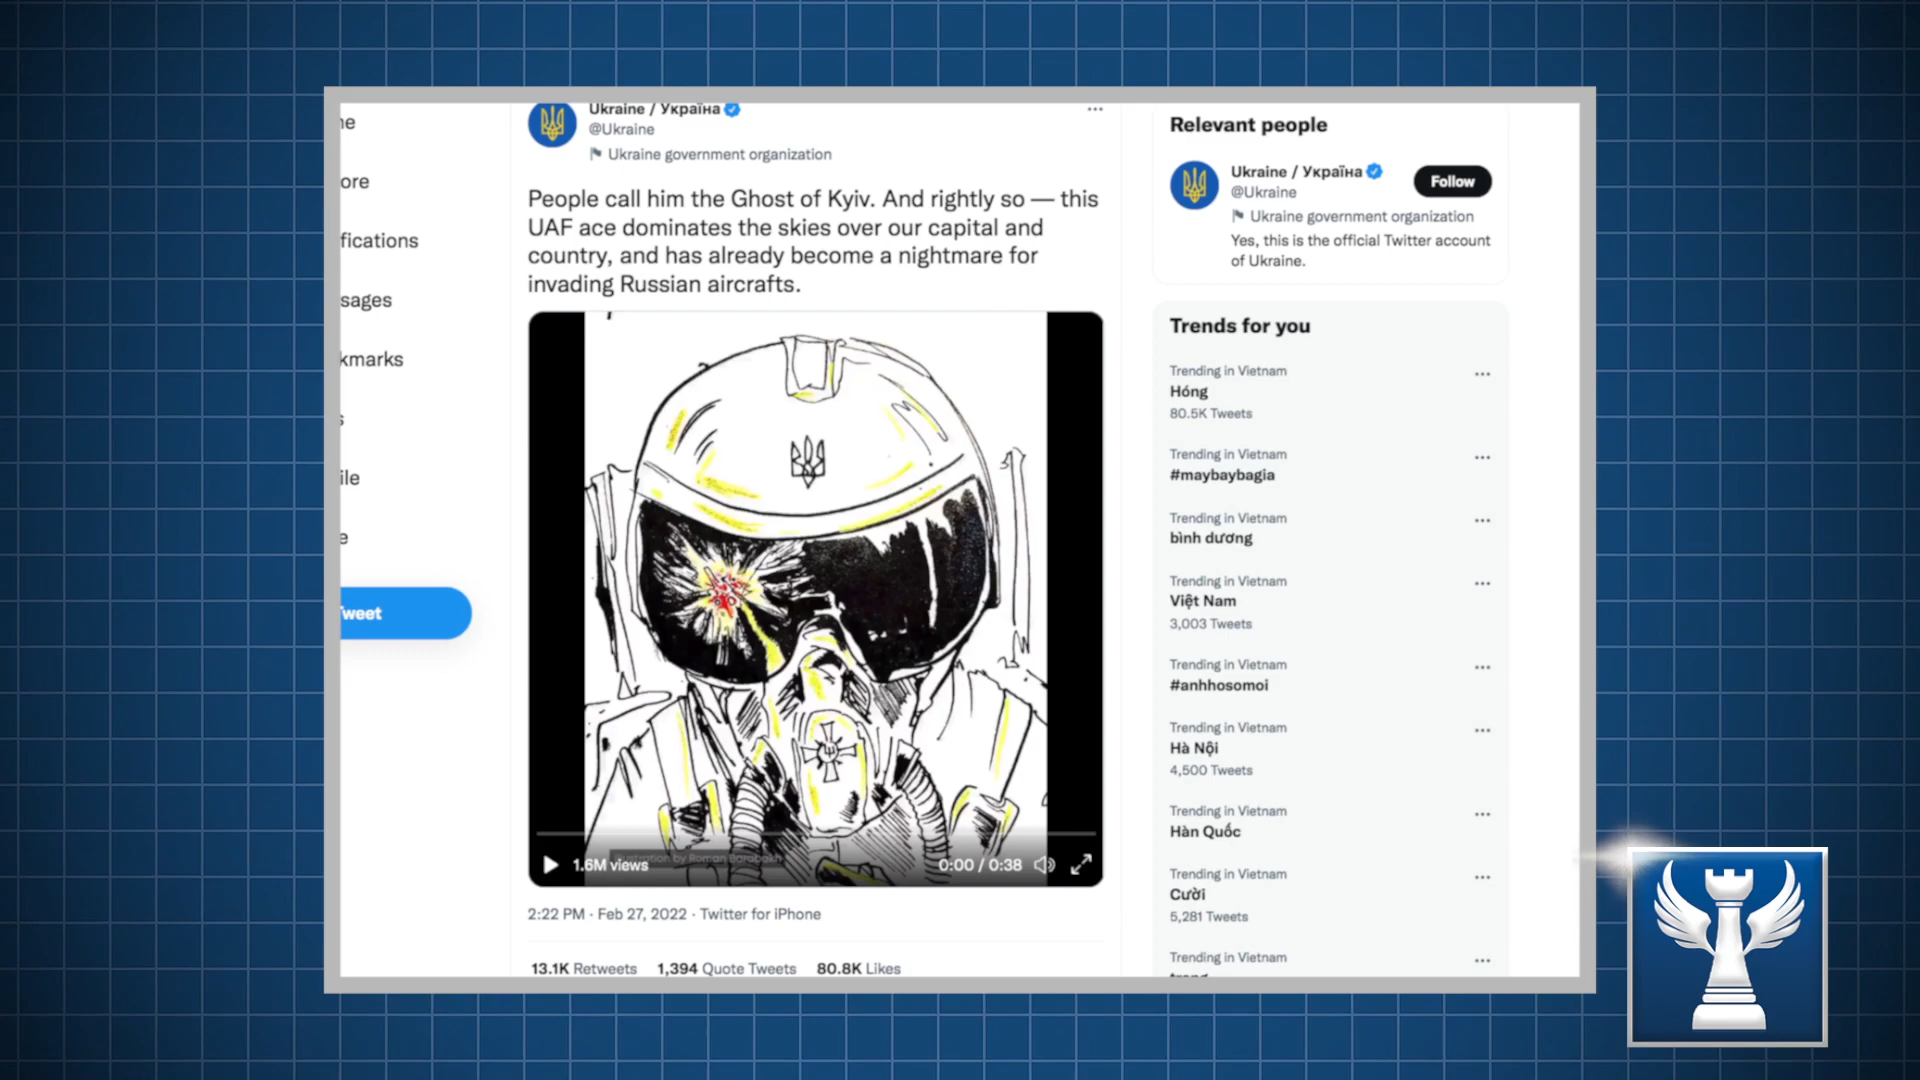 ne
ore
fications
sages
kmarks
s
ile
e
Tweet
Ukraine / Україна
@Ukraine
Ukraine government organization
People call him the Ghost of Kyiv. And rightly so — this
UAF ace dominates the skies over our capital and
country, and has already become a nightmare for
invading Russian aircrafts.
1.6M views
0:00 / 0:38
2:22 PM · Feb 27, 2022 · Twitter for iPhone
13.1K Retweets 1,394 Quote Tweets 80.8K Likes
Relevant people
Ukraine / Україна
Follow
@Ukraine
Ukraine government organization
Yes, this is the official Twitter account
of Ukraine.
Trends for you
Trending in Vietnam
Hóng
80.5K Tweets
Trending in Vietnam
#maybaybagia
Trending in Vietnam
bình dương
Trending in Vietnam
Việt Nam
3,003 Tweets
Trending in Vietnam
#anhhosomoi
Trending in Vietnam
Hà Nội
4,500 Tweets
Trending in Vietnam
Hàn Quốc
Trending in Vietnam
Cười
5,281 Tweets
Trending in Vietnam